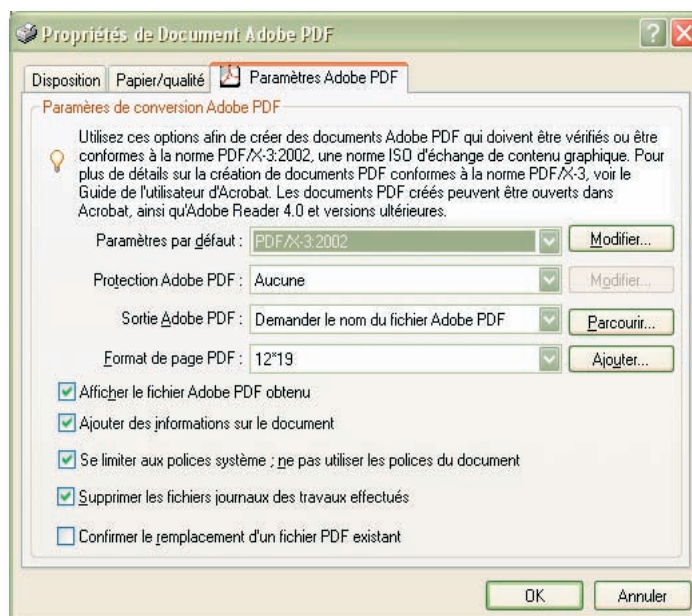 Propriétés de Document Adobe PDF
Disposition Papier/qualité Paramètres Adobe PDF
Paramères de conversion Adobe PDF
Utilisez ces options afin de créer des documents Adobe PDF qui doivent être vérifiés ou être
conformes à la norme PDF/X-3:2002, une norme ISO d'échange de contenu graphique. Pour
plus de détails sur la création de documents PDF conformes à la norme PDF/X-3, voir le
Guide de l'utilisateur d'Acrobat. Les documents PDF créés peuvent être ouverts dans
Acrobat, ainsi qu'Adobe Reader 4.0 et versions ultérieures.
Paramètres par défaut : PDF/X-3:2002 Modifier...
Protection Adobe PDF : Aucune Modifier...
Sortie Adobe PDF : Demander le nom du fichier Adobe PDF Parcourir...
Format de page PDF : 12*19 Ajouter...
Afficher le fichier Adobe PDF obtenu
Ajouter des informations sur le document
Se limiter aux polices système ; ne pas utiliser les polices du document
Supprimer les fichiers journaux des travaux effectués
Confirmer le remplacement d'un fichier PDF existant
OK Annuler